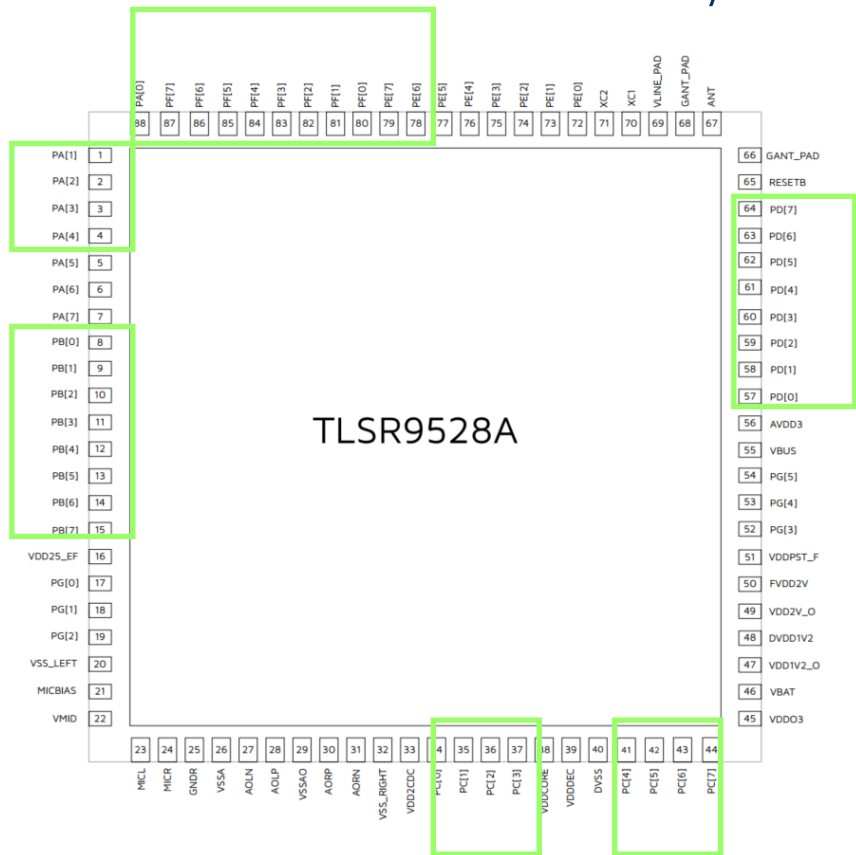 PA[0] PF[7] PF[6] PF[5] PF[4] PF[3] PF[2] PF[1] PF[0] PE[7] PE[6] PE[5] PE[4] PE[3] PE[2] PE[1] PE[0] XC2 XC1 VLINE_PAD GANT_PAD ANT
88 87 86 85 84 83 82 81 80 79 78 77 76 75 74 73 72 71 70 69 68 67
PA[1] 1
PA[2] 2
PA[3] 3
PA[4] 4
PA[5] 5
PA[6] 6
PA[7] 7
PB[0] 8
PB[1] 9
PB[2] 10
PB[3] 11
PB[4] 12
PB[5] 13
PB[6] 14
PB[7] 15
VDD25_EF 16
PG[0] 17
PG[1] 18
PG[2] 19
VSS_LEFT 20
MICBIAS 21
VMID 22
TLSR9528A
66 GANT_PAD
65 RESETB
64 PD[7]
63 PD[6]
62 PD[5]
61 PD[4]
60 PD[3]
59 PD[2]
58 PD[1]
57 PD[0]
56 AVDD3
55 VBUS
54 PG[5]
53 PG[4]
52 PG[3]
51 VDDPST_F
50 FVDD2V
49 VDD2V_O
48 DVDD1V2
47 VDD1V2_O
46 VBAT
45 VDDO3
23 24 25 26 27 28 29 30 31 32 33 34 35 36 37 38 39 40 41 42 43 44
MICL MICR GNDR VSSA AOLN AOLP VSSAO AORP AORN VSS_RIGHT VDD2CDC PC[0] PC[1] PC[2] PC[3] VDDCORE VDDDEC DVSS PC[4] PC[5] PC[6] PC[7]